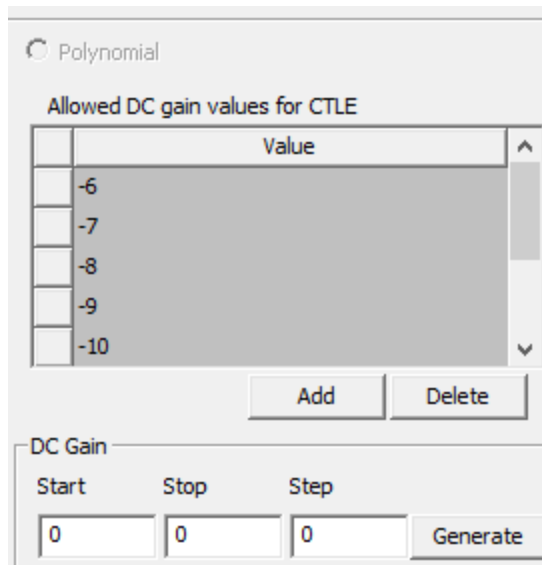 Polynomial
Allowed DC gain values for CTLE
Value
-6
-7
-8
-9
-10
Add Delete
DC Gain
Start Stop Step
0 0 0 Generate